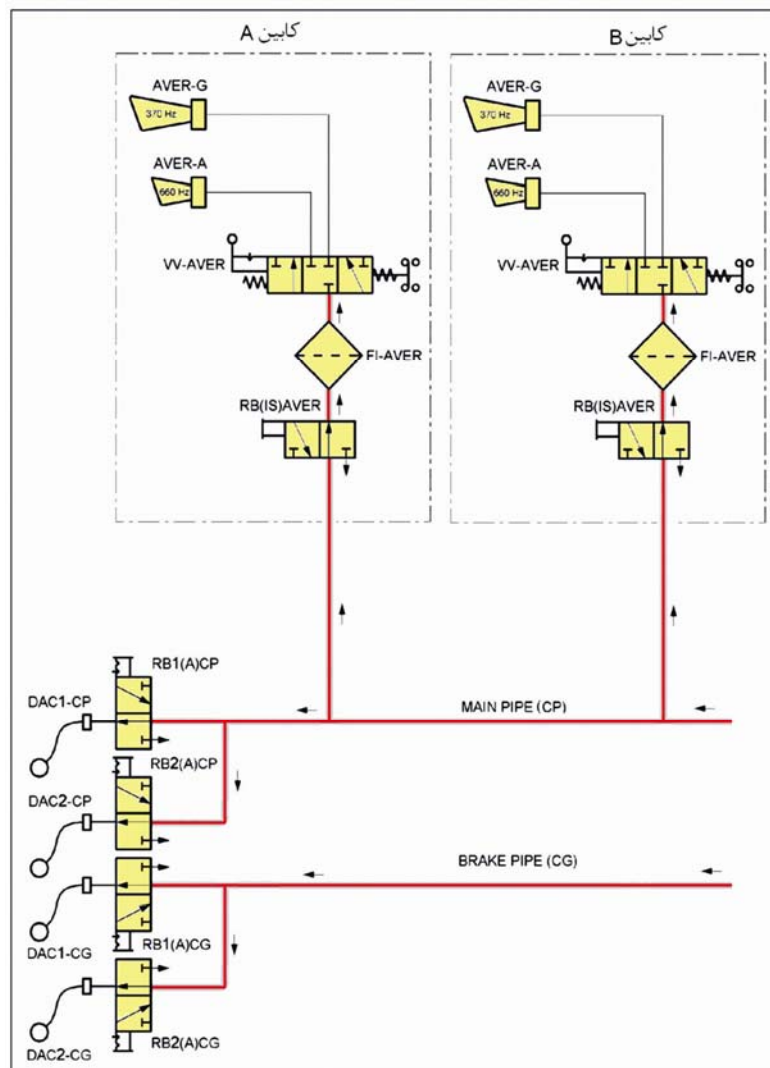 کابین A
کابین B
AVER-G
370 Hz
AVER-A
660 Hz
VV-AVER
FI-AVER
RB(IS)AVER
AVER-G
370 Hz
AVER-A
660 Hz
VV-AVER
FI-AVER
RB(IS)AVER
RB1(A)CP
DAC1-CP
MAIN PIPE (CP)
RB2(A)CP
DAC2-CP
BRAKE PIPE (CG)
RB1(A)CG
DAC1-CG
RB2(A)CG
DAC2-CG